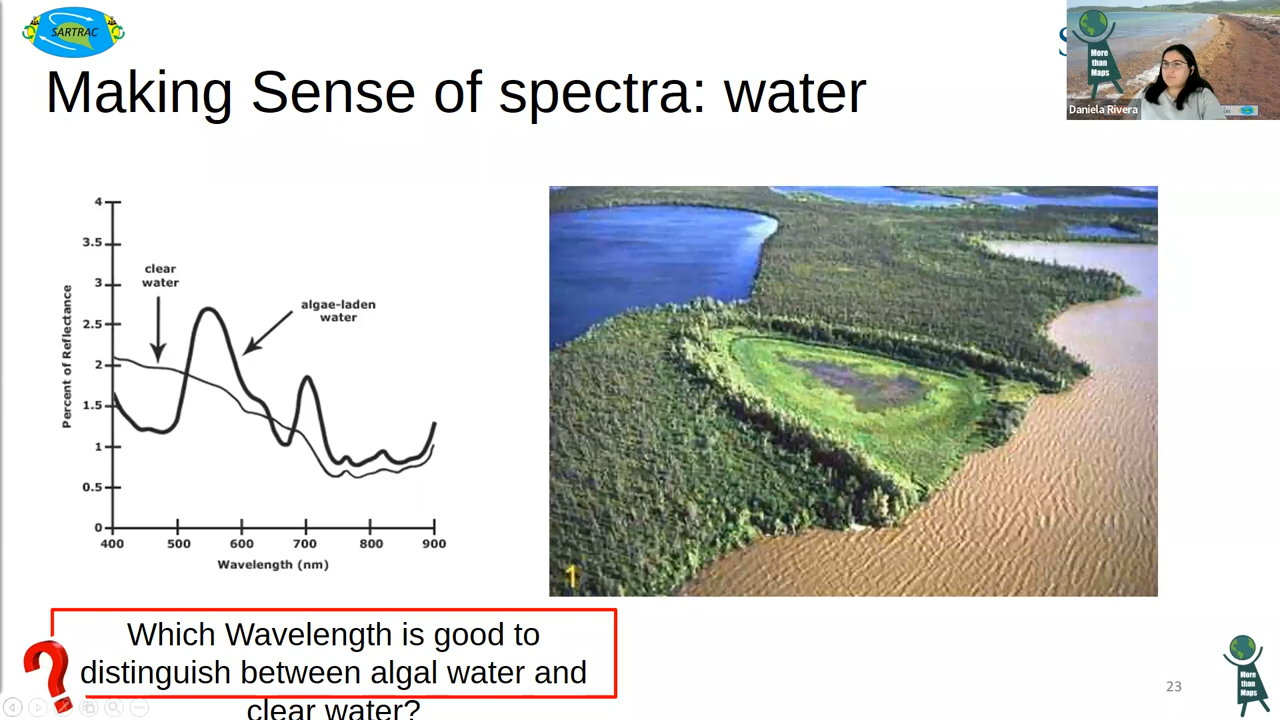 SARTRAC
S
More
than
Maps
Daniela Rivera
Making Sense of spectra: water
4
3.5
3
2.5
2
1.5
1
0.5
0
Percent of Reflectance
clear
water
algae-laden
water
400 500 600 700 800 900
Wavelength (nm)
1
Which Wavelength is good to
distinguish between algal water and
clear water?
?
23
More
than
Maps